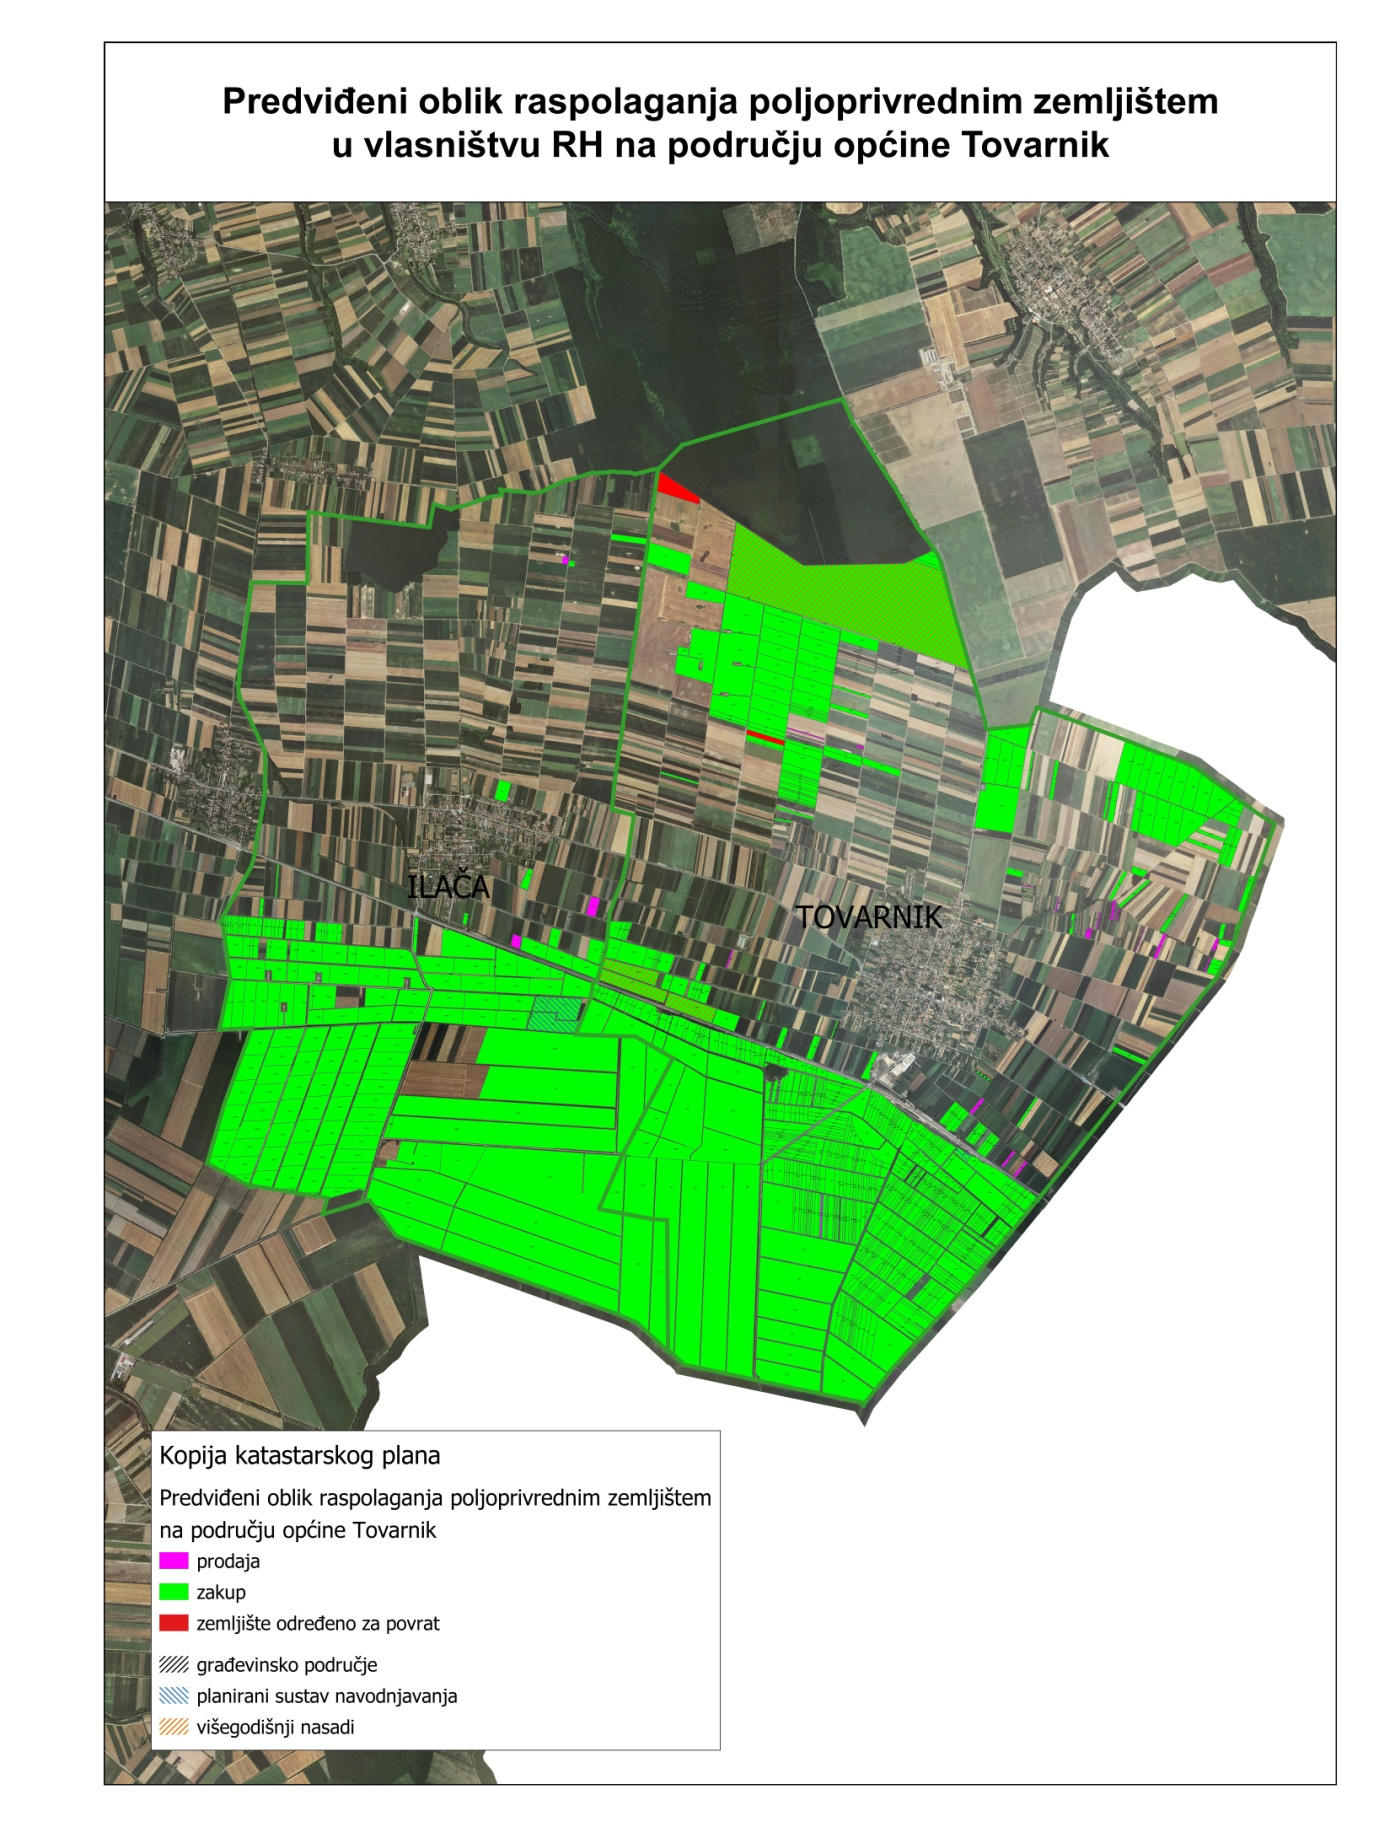 Predviđeni oblik raspolaganja poljoprivrednim zemljištem
u vlasništvu RH na području općine Tovarnik
ILAČA
TOVARNIK
Kopija katastarskog plana
Predviđeni oblik raspolaganja poljoprivrednim zemljištem
na području općine Tovarnik
prodaja
zakup
zemljište određeno za povrat
građevinsko područje
planirani sustav navodnjavanja
višegodišnji nasadi